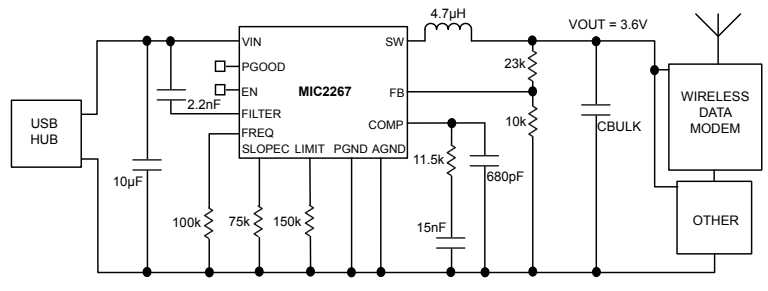 4.7µH
VOUT = 3.6V
VIN
SW
PGOOD
23k
EN
MIC2267
FB
2.2nF
FILTER
USB
HUB
FREQ
COMP
10k
CBULK
WIRELESS
DATA
MODEM
SLOPEC LIMIT PGND AGND
11.5k
680pF
10µF
100k
75k
150k
15nF
OTHER